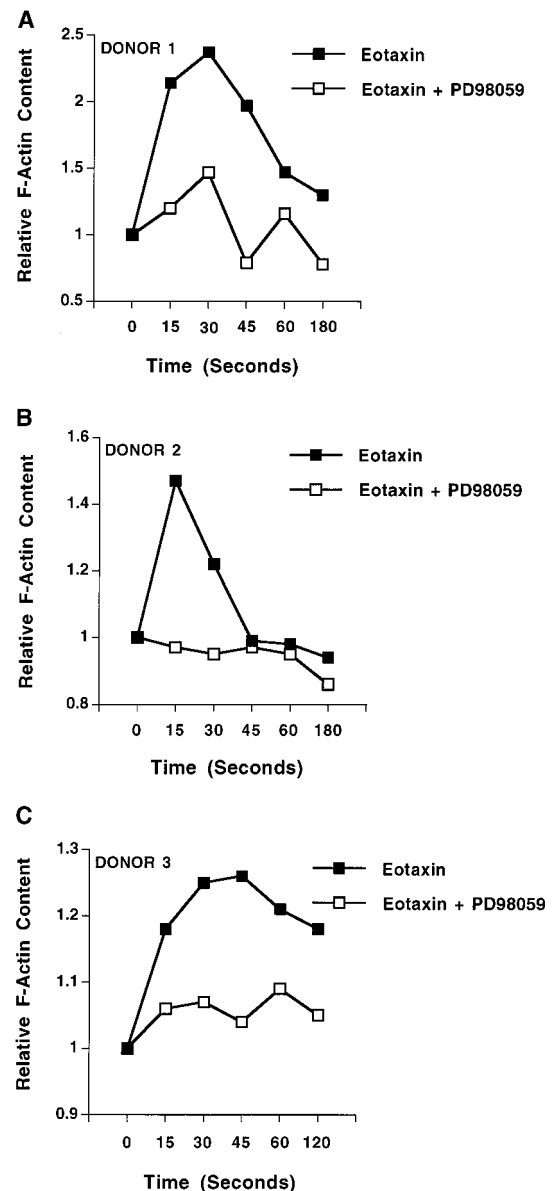 A
DONOR 1
Eotaxin
Eotaxin + PD98059
2.5
2
1.5
1
0.5
Relative F-Actin Content
0 15 30 45 60 180
Time (Seconds)
B
DONOR 2
Eotaxin
Eotaxin + PD98059
1.6
1.4
1.2
1
0.8
Relative F-Actin Content
0 15 30 45 60 180
Time (Seconds)
C
DONOR 3
Eotaxin
Eotaxin + PD98059
1.3
1.2
1.1
1
0.9
Relative F-Actin Content
0 15 30 45 60 120
Time (Seconds)